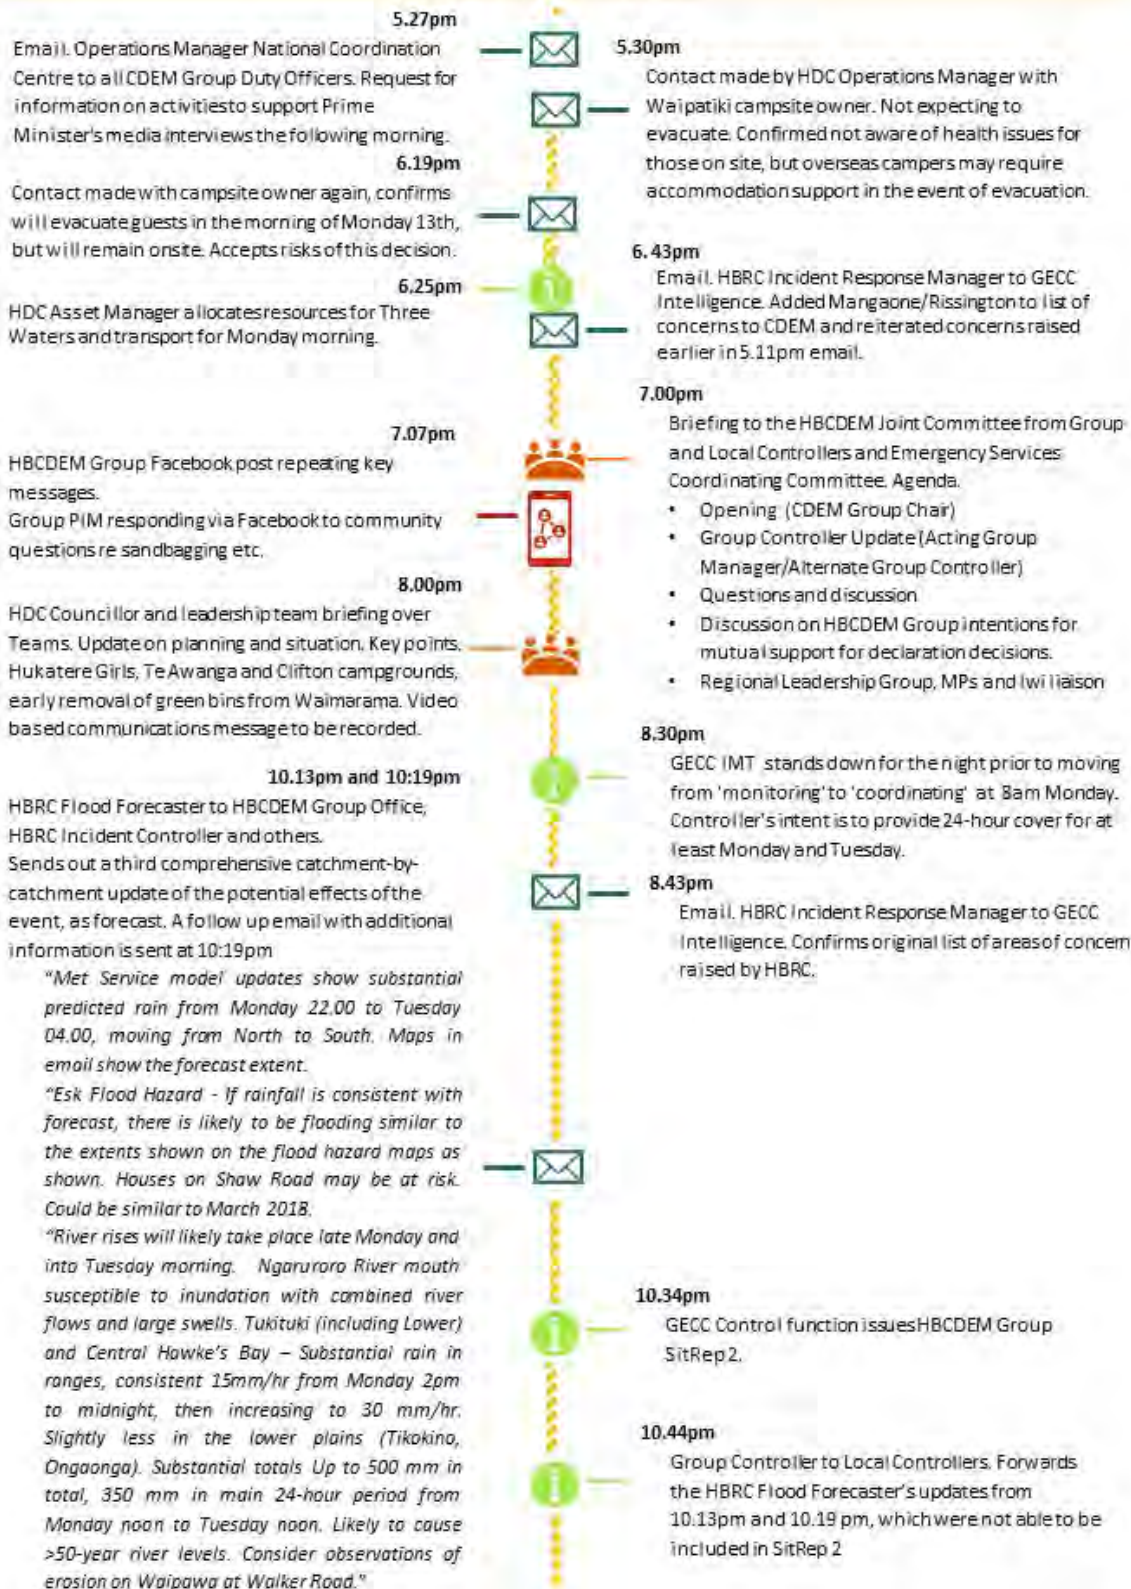 5.27pm
Email. Operations Manager National Coordination
Centre to all CDEM Group Duty Officers. Request for
information on activities to support Prime
Minister's media interviews the following morning.
5.30pm
Contact made by HDC Operations Manager with
Waipatiki campsite owner. Not expecting to
evacuate. Confirmed not aware of health issues for
those on site, but overseas campers may require
accommodation support in the event of evacuation.
6.19pm
Contact made with campsite owner again, confirms
will evacuate guests in the morning of Monday 13th,
but will remain onsite. Accepts risks of this decision.
6.25pm
HDC Asset Manager allocates resources for Three
Waters and transport for Monday morning.
6.43pm
Email. HBRC Incident Response Manager to GECC
Intelligence. Added Mangaone/Rissington to list of
concerns to CDEM and reiterated concerns raised
earlier in 5.11pm email.
7.00pm
Briefing to the HBCDEM Joint Committee from Group
and Local Controllers and Emergency Services
Coordinating Committee. Agenda.
• Opening (CDEM Group Chair)
• Group Controller Update (Acting Group
Manager/Alternate Group Controller)
• Questions and discussion
• Discussion on HBCDEM Group intentions for
mutual support for declaration decisions.
• Regional Leadership Group, MPs and Iwi liaison
7.07pm
HBCDEM Group Facebook post repeating key
messages.
Group PIM responding via Facebook to community
questions re sandbagging etc.
8.00pm
HDC Councillor and leadership team briefing over
Teams. Update on planning and situation. Key points.
Hukatere Girls, Te Awanga and Clifton campgrounds,
early removal of green bins from Waimarama. Video
based communications message to be recorded.
8.30pm
GECC IMT stands down for the night prior to moving
from 'monitoring' to 'coordinating' at 8am Monday.
Controller's intent is to provide 24-hour cover for at
least Monday and Tuesday.
8.43pm
Email. HBRC Incident Response Manager to GECC
Intelligence. Confirms original list of areas of concern
raised by HBRC.
10.13pm and 10:19pm
HBRC Flood Forecaster to HBCDEM Group Office,
HBRC Incident Controller and others.
Sends out a third comprehensive catchment-by-
catchment update of the potential effects of the
event, as forecast. A follow up email with additional
information is sent at 10:19pm
"Met Service model updates show substantial
predicted rain from Monday 22.00 to Tuesday
04.00, moving from North to South. Maps in
email show the forecast extent.
"Esk Flood Hazard - If rainfall is consistent with
forecast, there is likely to be flooding similar to
the extents shown on the flood hazard maps as
shown. Houses on Shaw Road may be at risk.
Could be similar to March 2018.
"River rises will likely take place late Monday and
into Tuesday morning. Ngaruroro River mouth
susceptible to inundation with combined river
flows and large swells. Tukituki (including Lower)
and Central Hawke's Bay – Substantial rain in
ranges, consistent 15mm/hr from Monday 2pm
to midnight, then increasing to 30 mm/hr.
Slightly less in the lower plains (Tikokino,
Ongaonga). Substantial totals Up to 500 mm in
total, 350 mm in main 24-hour period from
Monday noon to Tuesday noon. Likely to cause
>50-year river levels. Consider observations of
erosion on Waipawa at Walker Road."
10.34pm
GECC Control function issues HBCDEM Group
SitRep 2.
10.44pm
Group Controller to Local Controllers. Forwards
the HBRC Flood Forecaster's updates from
10.13pm and 10.19 pm, which were not able to be
included in SitRep 2